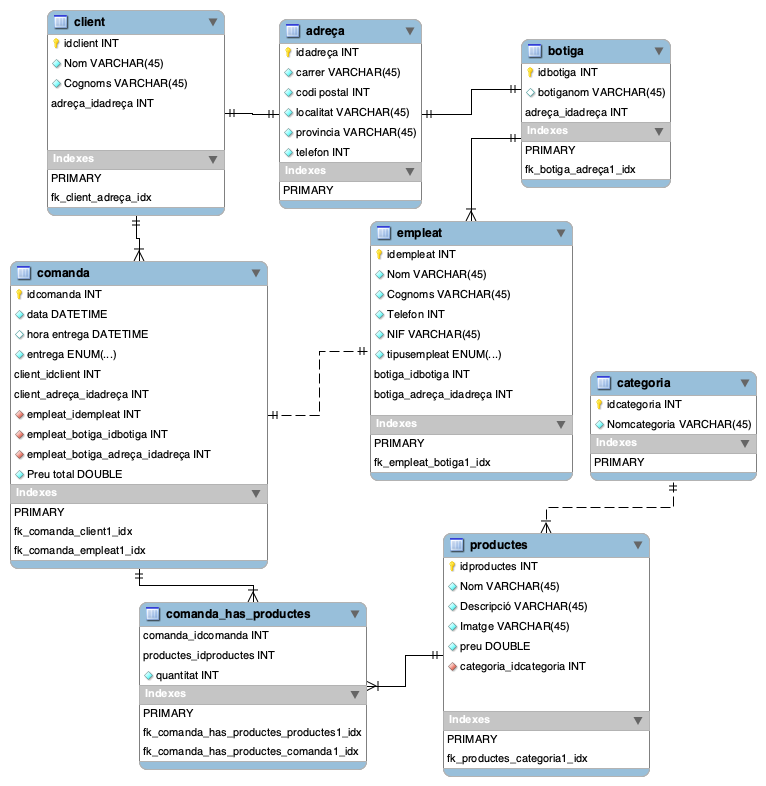 client
idclient INT
Nom VARCHAR(45)
Cognoms VARCHAR(45)
adreça_idadreça INT
Indexes
PRIMARY
fk_client_adreça_idx
adreça
idadreça INT
carrer VARCHAR(45)
codi postal INT
localitat VARCHAR(45)
provincia VARCHAR(45)
telefon INT
Indexes
PRIMARY
botiga
idbotiga INT
botiganom VARCHAR(45)
adreça_idadreça INT
Indexes
PRIMARY
fk_botiga_adreça1_idx
empleat
idempleat INT
Nom VARCHAR(45)
Cognoms VARCHAR(45)
Telefon INT
NIF VARCHAR(45)
tipusempleat ENUM(...)
botiga_idbotiga INT
botiga_adreça_idadreça INT
Indexes
PRIMARY
fk_empleat_botiga1_idx
comanda
idcomanda INT
data DATETIME
hora entrega DATETIME
entrega ENUM(...)
client_idclient INT
client_adreça_idadreça INT
empleat_idempleat INT
empleat_botiga_idbotiga INT
empleat_botiga_adreça_idadreça INT
Preu total DOUBLE
Indexes
PRIMARY
fk_comanda_client1_idx
fk_comanda_empleat1_idx
categoria
idcategoria INT
Nomcategoria VARCHAR(45)
Indexes
PRIMARY
productes
idproductes INT
Nom VARCHAR(45)
Descripció VARCHAR(45)
Imatge VARCHAR(45)
preu DOUBLE
categoria_idcategoria INT
Indexes
PRIMARY
fk_productes_categoria1_idx
comanda_has_productes
comanda_idcomanda INT
productes_idproductes INT
quantitat INT
Indexes
PRIMARY
fk_comanda_has_productes_productes1_idx
fk_comanda_has_productes_comanda1_idx